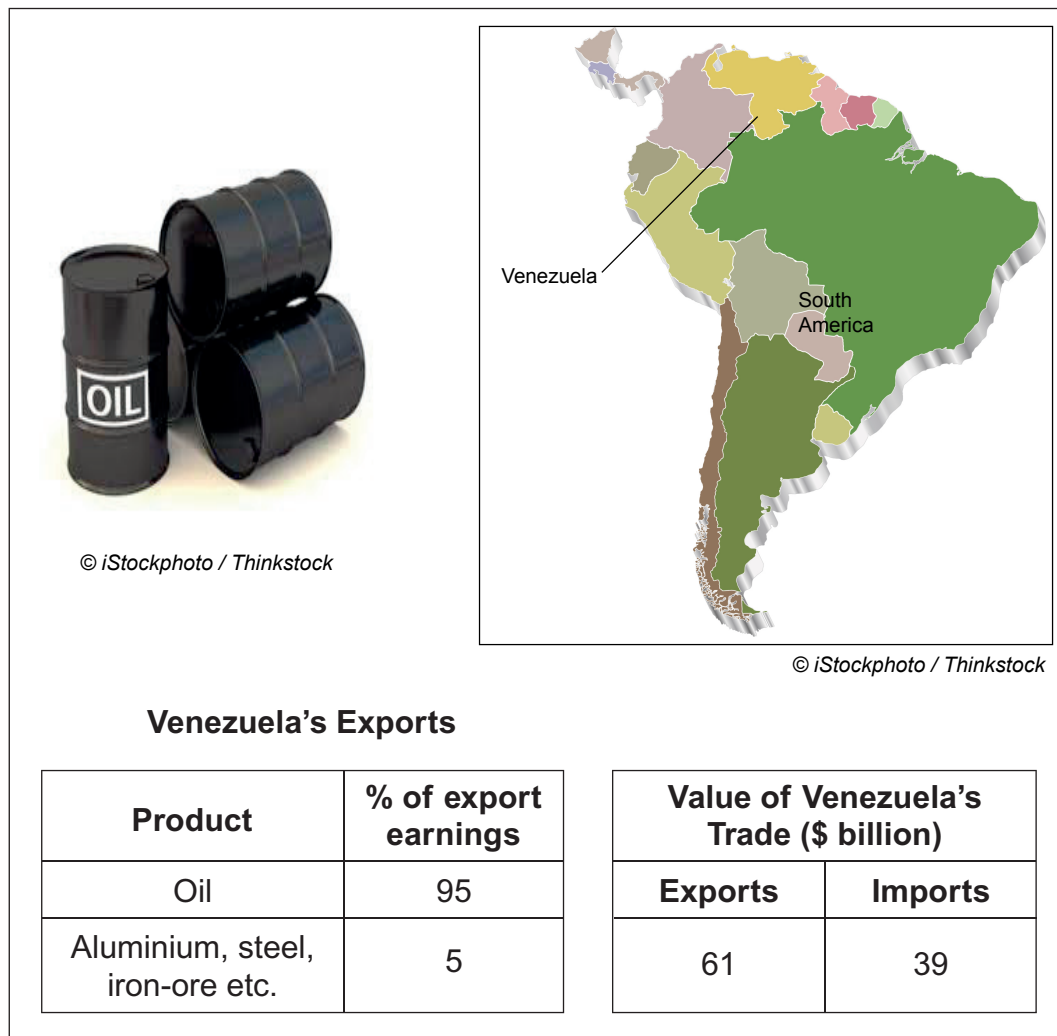 OIL
© iStockphoto / Thinkstock
Venezuela
South
America
© iStockphoto / Thinkstock
Venezuela’s Exports
Product
% of export
earnings
Oil
95
Aluminium, steel,
iron-ore etc.
5
Value of Venezuela’s
Trade ($ billion)
Exports
Imports
61
39